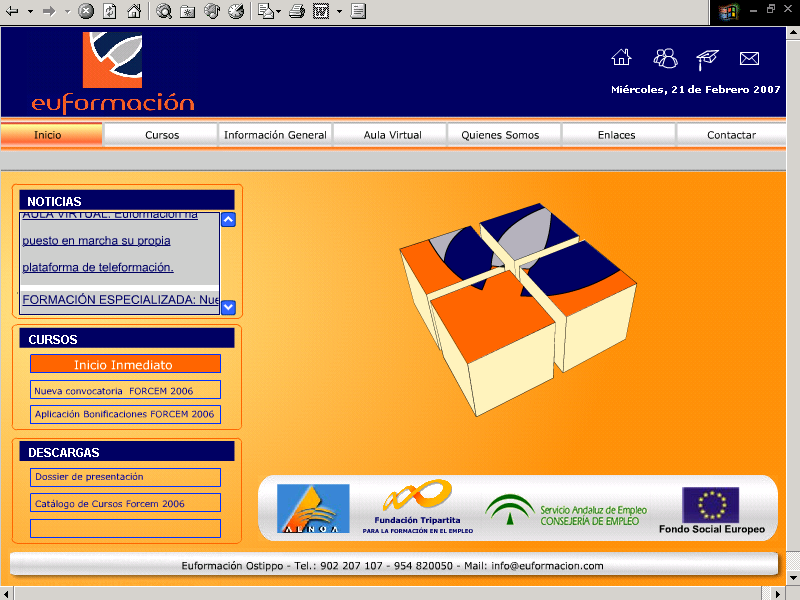 euformación
Miércoles, 21 de Febrero 2007
Inicio
Cursos
Información General
Aula Virtual
Quienes Somos
Enlaces
Contactar
NOTICIAS
AULA VIRTUAL: Euformación ha
puesto en marcha su propia
plataforma de teleformación.
FORMACIÓN ESPECIALIZADA: Nue
CURSOS
Inicio Inmediato
Nueva convocatoria FORCEM 2006
Aplicación Bonificaciones FORCEM 2006
DESCARGAS
Dossier de presentación
Catálogo de Cursos Forcem 2006
ALNOA
Fundación Tripartita
PARA LA FORMACIÓN EN EL EMPLEO
Servicio Andaluz de Empleo
CONSEJERÍA DE EMPLEO
Fondo Social Europeo
Euformación Ostippo - Tel.: 902 207 107 - 954 820050 - Mail: info@euformacion.com